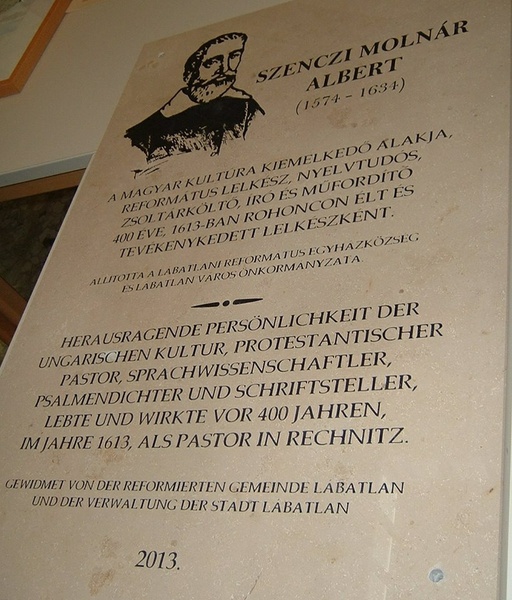 SZENCZI MOLNÁR
ALBERT
(1574 - 1634)
A MAGYAR KULTURA KIEMELKEDŐ ALAKJA,
REFORMÁTUS LELKÉSZ, NYELVTUDÓS,
ZSOLTÁRKÖLTŐ, ÍRÓ ÉS MŰFORDÍTÓ
400 ÉVE, 1613-BAN ROHONCON ÉLT ÉS
TEVÉKENYKEDETT LELKÉSZKÉNT.
ÁLLÍTOTTA A LÁBATLANI REFORMÁTUS EGYHÁZKÖZSÉG
ÉS LÁBATLAN VÁROS ÖNKORMÁNYZATA
HERAUSRAGENDE PERSÖNLICHKEIT DER
UNGARISCHEN KULTUR, PROTESTANTISCHER
PASTOR, SPRACHWISSENSCHAFTLER,
PSALMENDICHTER UND SCHRIFTSTELLER,
LEBTE UND WIRKTE VOR 400 JAHREN,
IM JAHRE 1613, ALS PASTOR IN RECHNITZ.
GEWIDMET VON DER REFORMIERTEN GEMEINDE LÁBATLAN
UND DER VERWALTUNG DER STADT LÁBATLAN
2013.